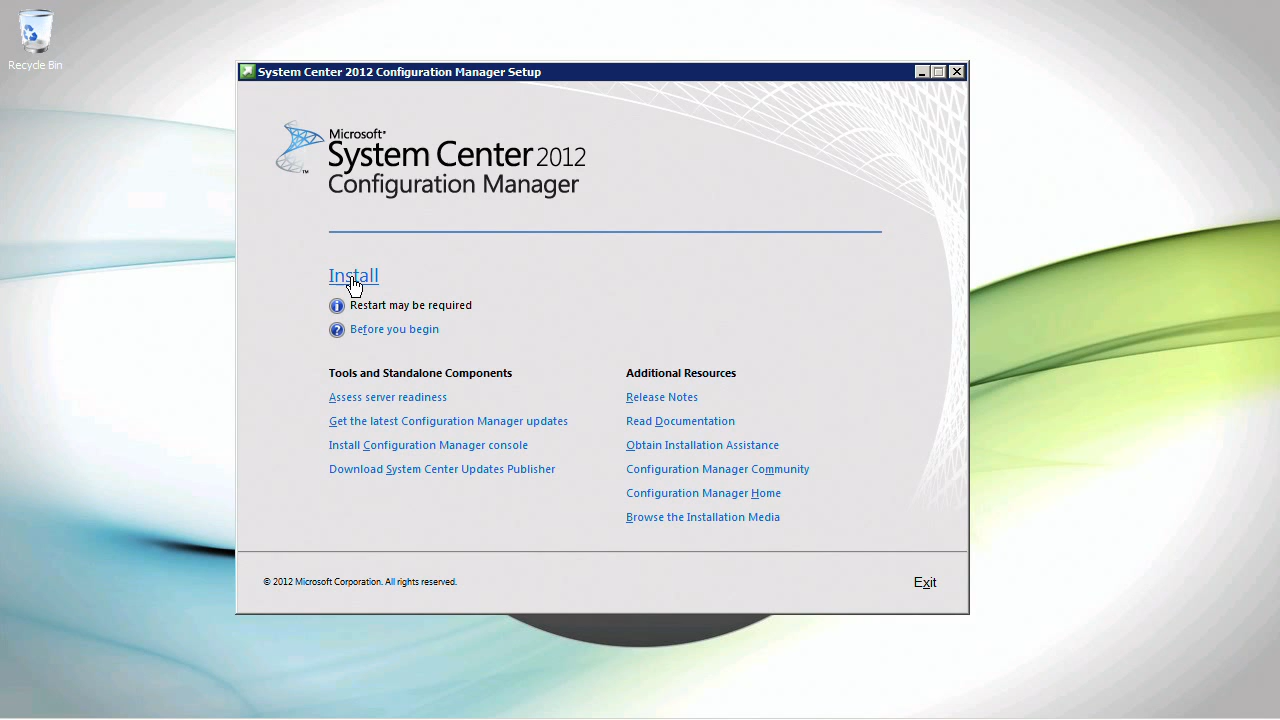 Recycle Bin
System Center 2012 Configuration Manager Setup
Microsoft®
System Center 2012
™
Configuration Manager
Install
Restart may be required
Before you begin
Tools and Standalone Components
Assess server readiness
Get the latest Configuration Manager updates
Install Configuration Manager console
Download System Center Updates Publisher
Additional Resources
Release Notes
Read Documentation
Obtain Installation Assistance
Configuration Manager Community
Configuration Manager Home
Browse the Installation Media
© 2012 Microsoft Corporation. All rights reserved.
Exit